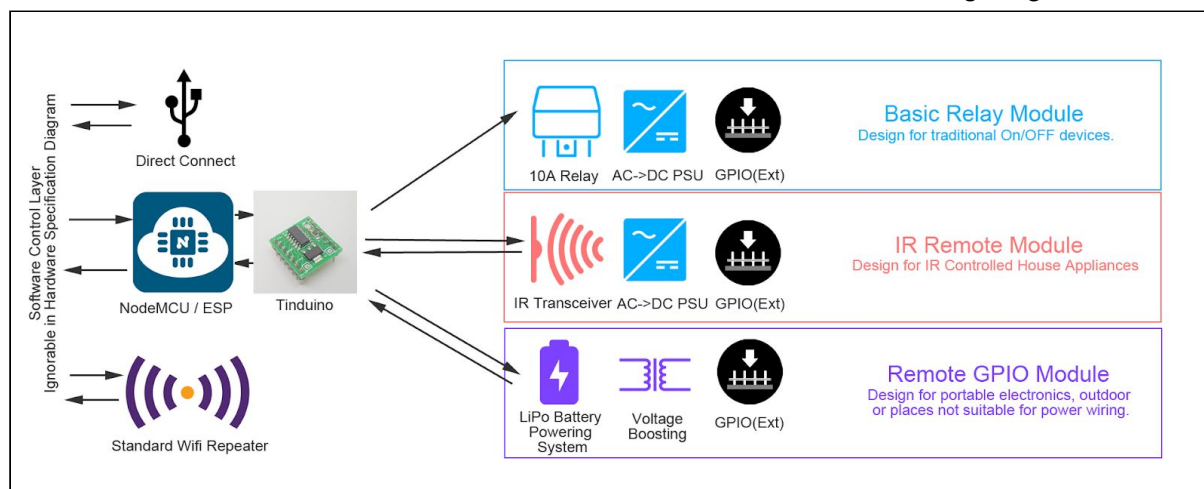 Software Control Layer
Ignorable in Hardware Specification Diagram
Direct Connect
NodeMCU / ESP
Tinduino
Standard Wifi Repeater
10A Relay
AC->DC PSU
GPIO(Ext)
Basic Relay Module
Design for traditional On/OFF devices.
IR Transceiver
AC->DC PSU
GPIO(Ext)
IR Remote Module
Design for IR Controlled House Appliances
LiPo Battery
Powering
System
Voltage
Boosting
GPIO(Ext)
Remote GPIO Module
Design for portable electronics, outdoor
or places not suitable for power wiring.